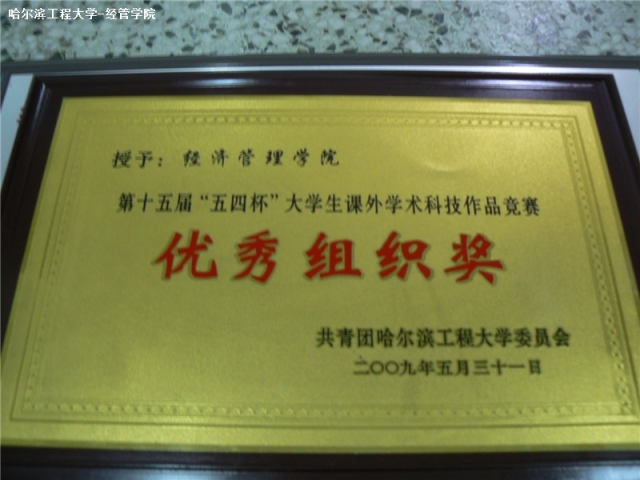 哈尔滨工程大学-经管学院
授予：经济管理学院
第十五届“五四杯”大学生课外学术科技作品竞赛
优秀组织奖
共青团哈尔滨工程大学委员会
二〇〇九年五月三十一日